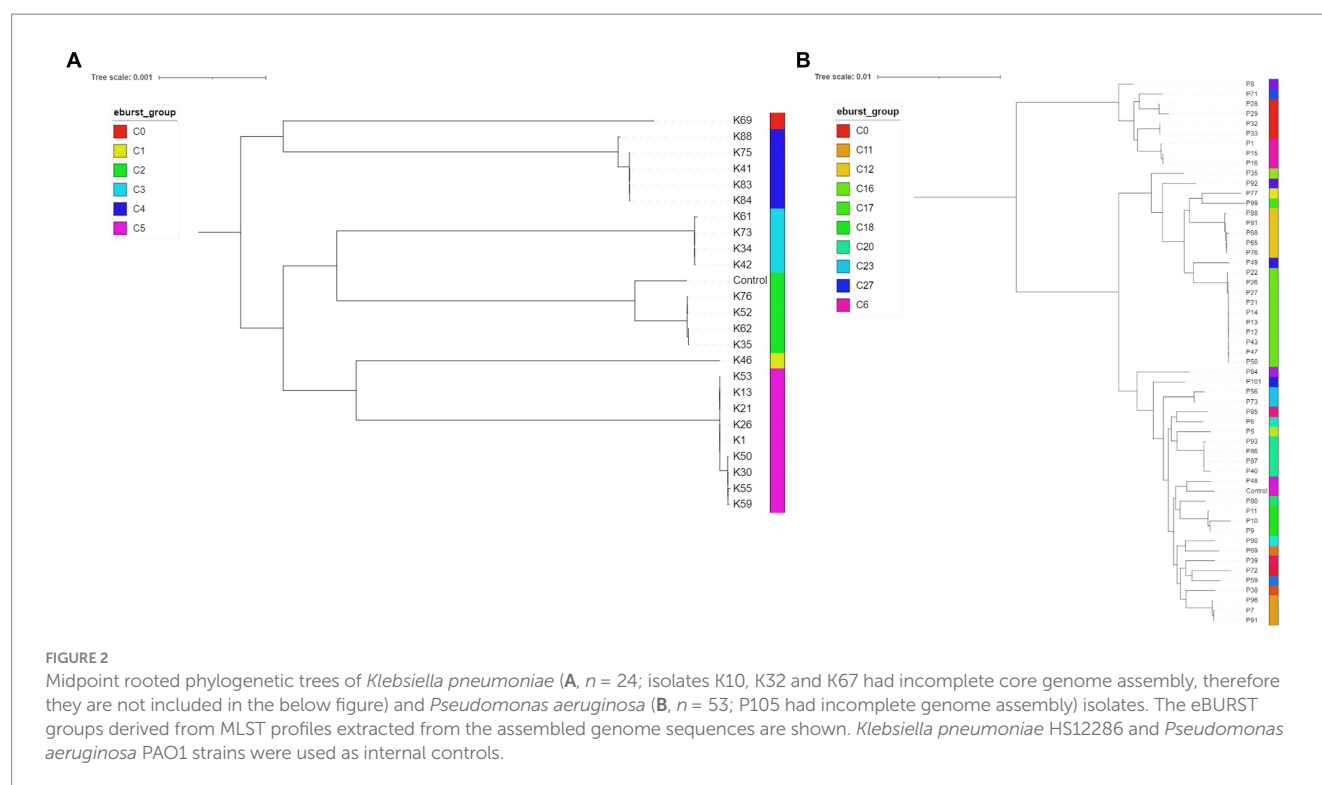 A
Tree scale: 0.001
eburst_group
C0
C1
C2
C3
C4
C5
K69
K88
K75
K41
K83
K84
K61
K73
K34
K42
Control
K76
K52
K62
K35
K46
K53
K13
K21
K26
K1
K50
K30
K55
K59
B
Tree scale: 0.01
eburst_group
C0
C11
C12
C16
C17
C18
C20
C23
C27
C6
P8
P71
P28
P29
P32
P33
P1
P15
P16
P35
P92
P77
P99
P88
P81
P68
P65
P76
P49
P22
P26
P27
P21
P14
P13
P12
P43
P47
P50
P84
P101
P56
P73
P85
P6
P5
P93
P86
P87
P40
P48
Control
P80
P11
P10
P9
P90
P69
P39
P72
P59
P38
P96
P7
P91
FIGURE 2
Midpoint rooted phylogenetic trees of Klebsiella pneumoniae (A, n = 24; isolates K10, K32 and K67 had incomplete core genome assembly, therefore
they are not included in the below figure) and Pseudomonas aeruginosa (B, n = 53; P105 had incomplete genome assembly) isolates. The eBURST
groups derived from MLST profiles extracted from the assembled genome sequences are shown. Klebsiella pneumoniae HS12286 and Pseudomonas
aeruginosa PAO1 strains were used as internal controls.